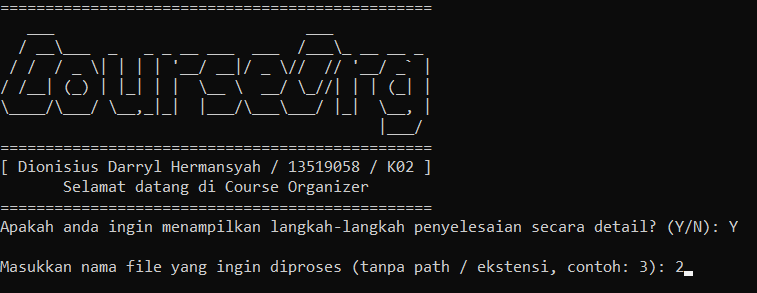 ================================================
CourseOrg
================================================
[ Dionisius Darryl Hermansyah / 13519058 / K02 ]
Selamat datang di Course Organizer
================================================
Apakah anda ingin menampilkan langkah-langkah penyelesaian secara detail? (Y/N): Y
Masukkan nama file yang ingin diproses (tanpa path / ekstensi, contoh: 3): 2